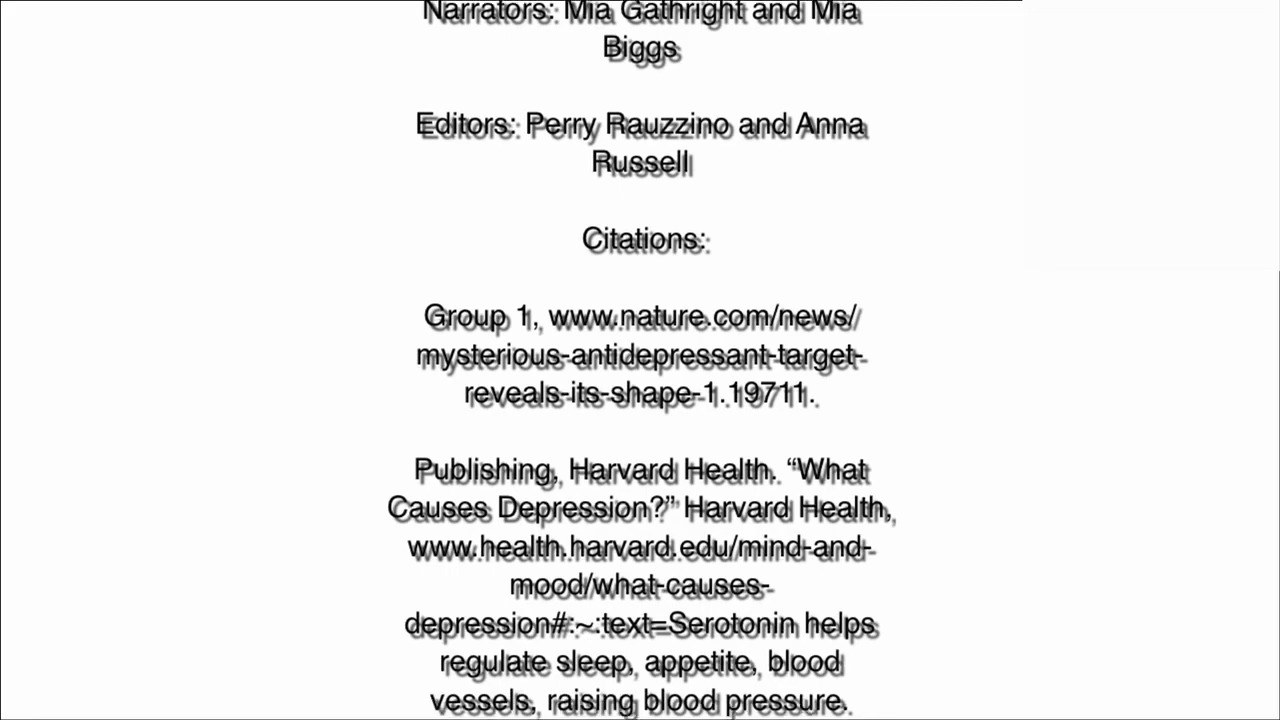 Narrators: Mia Gathright and Mia
Biggs
Editors: Perry Rauzzino and Anna
Russell
Citations:
Group 1, www.nature.com/news/
mysterious-antidepressant-target-
reveals-its-shape-1.19711.
Publishing, Harvard Health. “What
Causes Depression?” Harvard Health,
www.health.harvard.edu/mind-and-
mood/what-causes-
depression#:~:text=Serotonin helps
regulate sleep, appetite, blood
vessels, raising blood pressure.